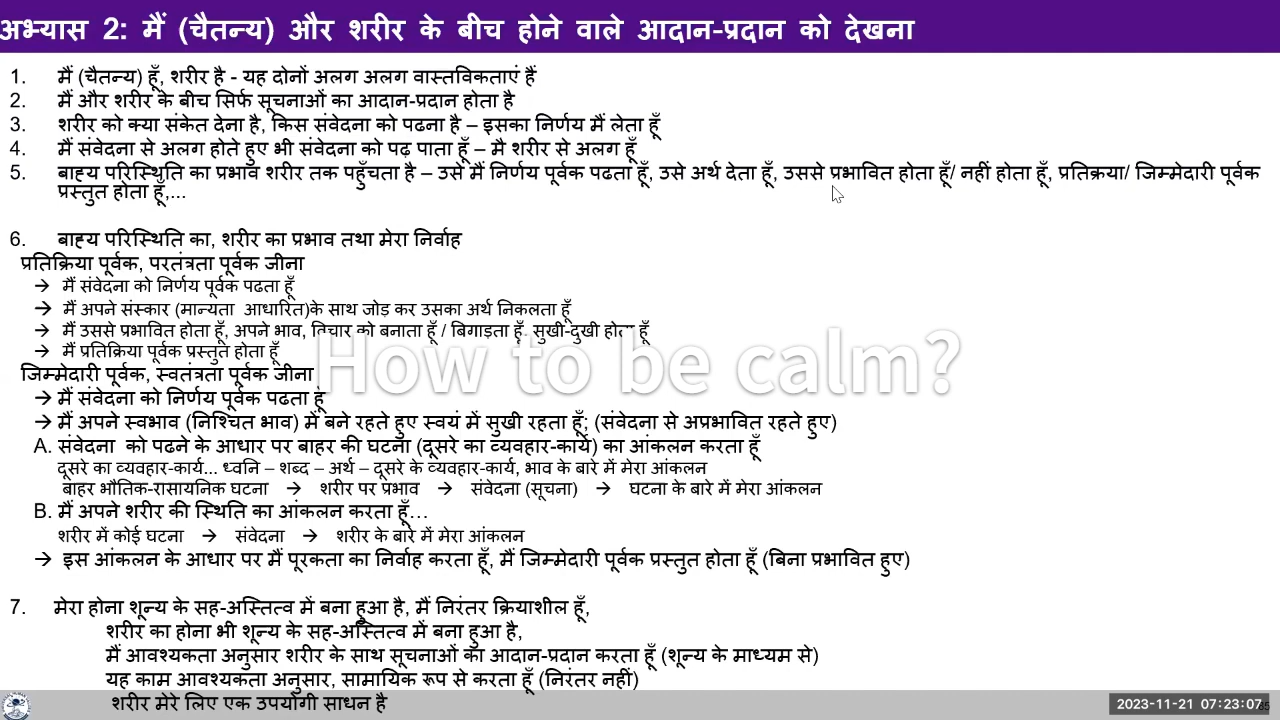 अभ्यास 2: मैं (चैतन्य) और शरीर के बीच होने वाले आदान-प्रदान को देखना
1. मैं (चैतन्य) हूँ, शरीर है - यह दोनों अलग अलग वास्तविकताएं हैं
2. मैं और शरीर के बीच सिर्फ सूचनाओं का आदान-प्रदान होता है
3. शरीर को क्या संकेत देना है, किस संवेदना को पढना है – इसका निर्णय मैं लेता हूँ
4. मैं संवेदना से अलग होते हुए भी संवेदना को पढ़ पाता हूँ – मै शरीर से अलग हूँ
5. बाह्य परिस्थिति का प्रभाव शरीर तक पहुँचता है – उसे मैं निर्णय पूर्वक पढता हूँ, उसे अर्थ देता हूँ, उससे प्रभावित होता हूँ/ नहीं होता हूँ, प्रतिक्रया/ जिम्मेदारी पूर्वक
प्रस्तुत होता हूँ,...
6. बाह्य परिस्थिति का, शरीर का प्रभाव तथा मेरा निर्वाह
प्रतिक्रिया पूर्वक, परतंत्रता पूर्वक जीना
→ मैं संवेदना को निर्णय पूर्वक पढता हूँ
→ मैं अपने संस्कार (मान्यता आधारित)के साथ जोड़ कर उसका अर्थ निकलता हूँ
→ मैं उससे प्रभावित होता हूँ, अपने भाव, विचार को बनाता हूँ / बिगाड़ता हूँ, सुखी-दुखी होता हूँ
→ मैं प्रतिक्रिया पूर्वक प्रस्तुत होता हूँ
How to be calm?
जिम्मेदारी पूर्वक, स्वतंत्रता पूर्वक जीना
→ मैं संवेदना को निर्णय पूर्वक पढता हूँ
→ मैं अपने स्वभाव (निश्चित भाव) में बने रहते हुए स्वयं में सुखी रहता हूँ; (संवेदना से अप्रभावित रहते हुए)
A. संवेदना को पढने के आधार पर बाहर की घटना (दूसरे का व्यवहार-कार्य) का आंकलन करता हूँ
दूसरे का व्यवहार-कार्य... ध्वनि – शब्द – अर्थ – दूसरे के व्यवहार-कार्य, भाव के बारे में मेरा आंकलन
बाहर भौतिक-रासायनिक घटना → शरीर पर प्रभाव → संवेदना (सूचना) → घटना के बारे में मेरा आंकलन
B. मैं अपने शरीर की स्थिति का आंकलन करता हूँ...
शरीर में कोई घटना → संवेदना → शरीर के बारे में मेरा आंकलन
→ इस आंकलन के आधार पर मैं पूरकता का निर्वाह करता हूँ, मैं जिम्मेदारी पूर्वक प्रस्तुत होता हूँ (बिना प्रभावित हुए)
7. मेरा होना शून्य के सह-अस्तित्व में बना हुआ है, मैं निरंतर क्रियाशील हूँ,
शरीर का होना भी शून्य के सह-अस्तित्व में बना हुआ है,
मैं आवश्यकता अनुसार शरीर के साथ सूचनाओं का आदान-प्रदान करता हूँ (शून्य के माध्यम से)
यह काम आवश्यकता अनुसार, सामायिक रूप से करता हूँ (निरंतर नहीं)
शरीर मेरे लिए एक उपयोगी साधन है
2023-11-21 07:23:07